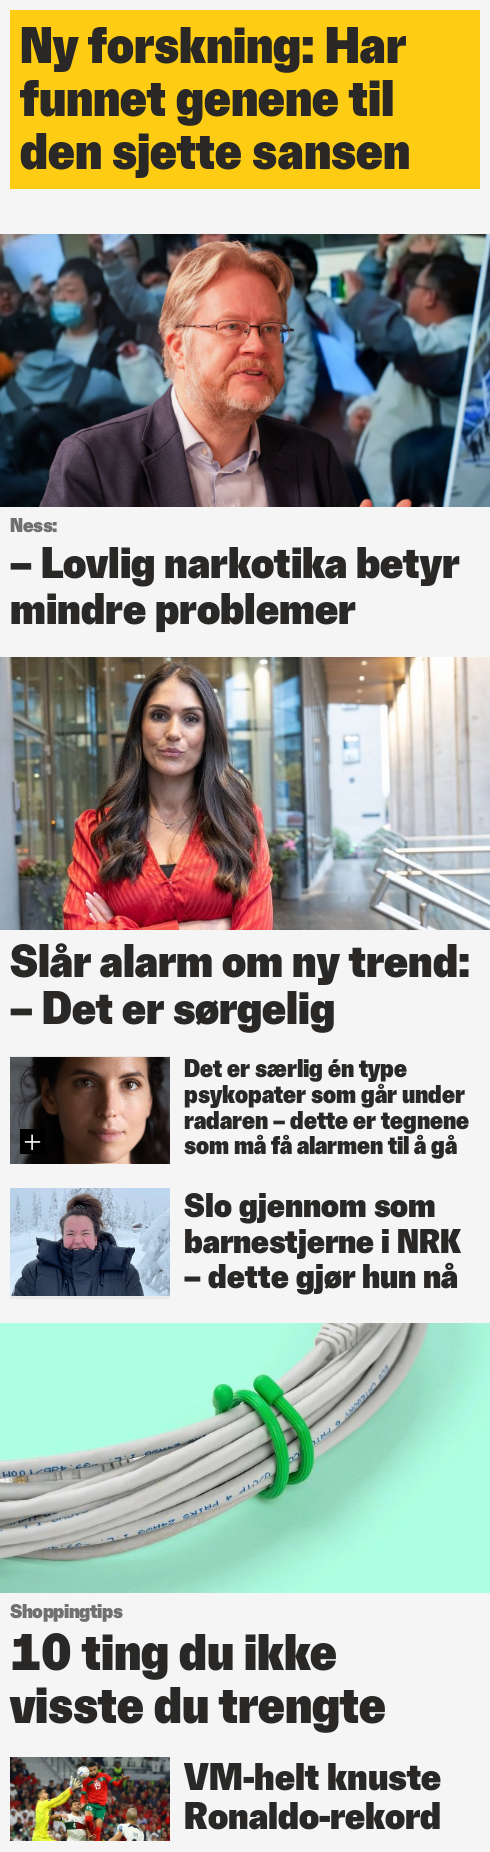 Ny forskning: Har
funnet genene til
den sjette sansen
Ness:
– Lovlig narkotika betyr
mindre problemer
Slår alarm om ny trend:
– Det er sørgelig
Det er særlig én type
psykopater som går under
radaren – dette er tegnene
som må få alarmen til å gå
Slo gjennom som
barnestjerne i NRK
– dette gjør hun nå
Shoppingtips
10 ting du ikke
visste du trengte
VM-helt knuste
Ronaldo-rekord